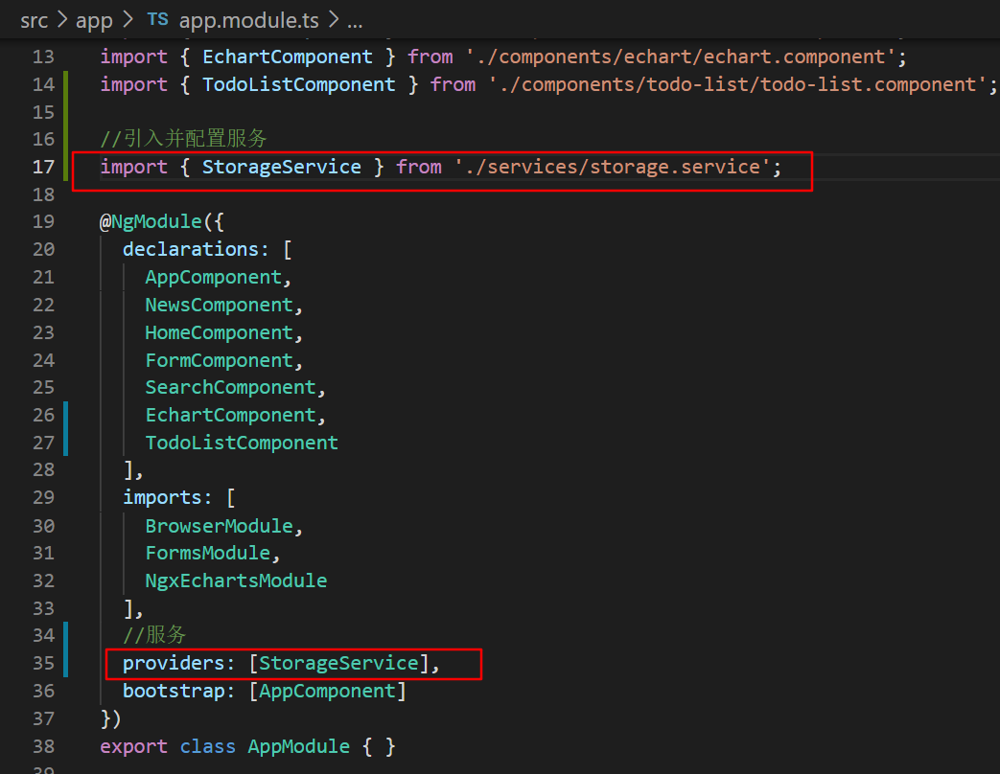 src > app > TS app.module.ts > ...
13 import { EchartComponent } from './components/echart/echart.component';
14 import { TodoListComponent } from './components/todo-list/todo-list.component';
15
16 //引入并配置服务
17 import { StorageService } from './services/storage.service';
18
19 @NgModule({
20 declarations: [
21 AppComponent,
22 NewsComponent,
23 HomeComponent,
24 FormComponent,
25 SearchComponent,
26 EchartComponent,
27 TodoListComponent
28 ],
29 imports: [
30 BrowserModule,
31 FormsModule,
32 NgxEchartsModule
33 ],
34 //服务
35 providers: [StorageService],
36 bootstrap: [AppComponent]
37 })
38 export class AppModule { }
39